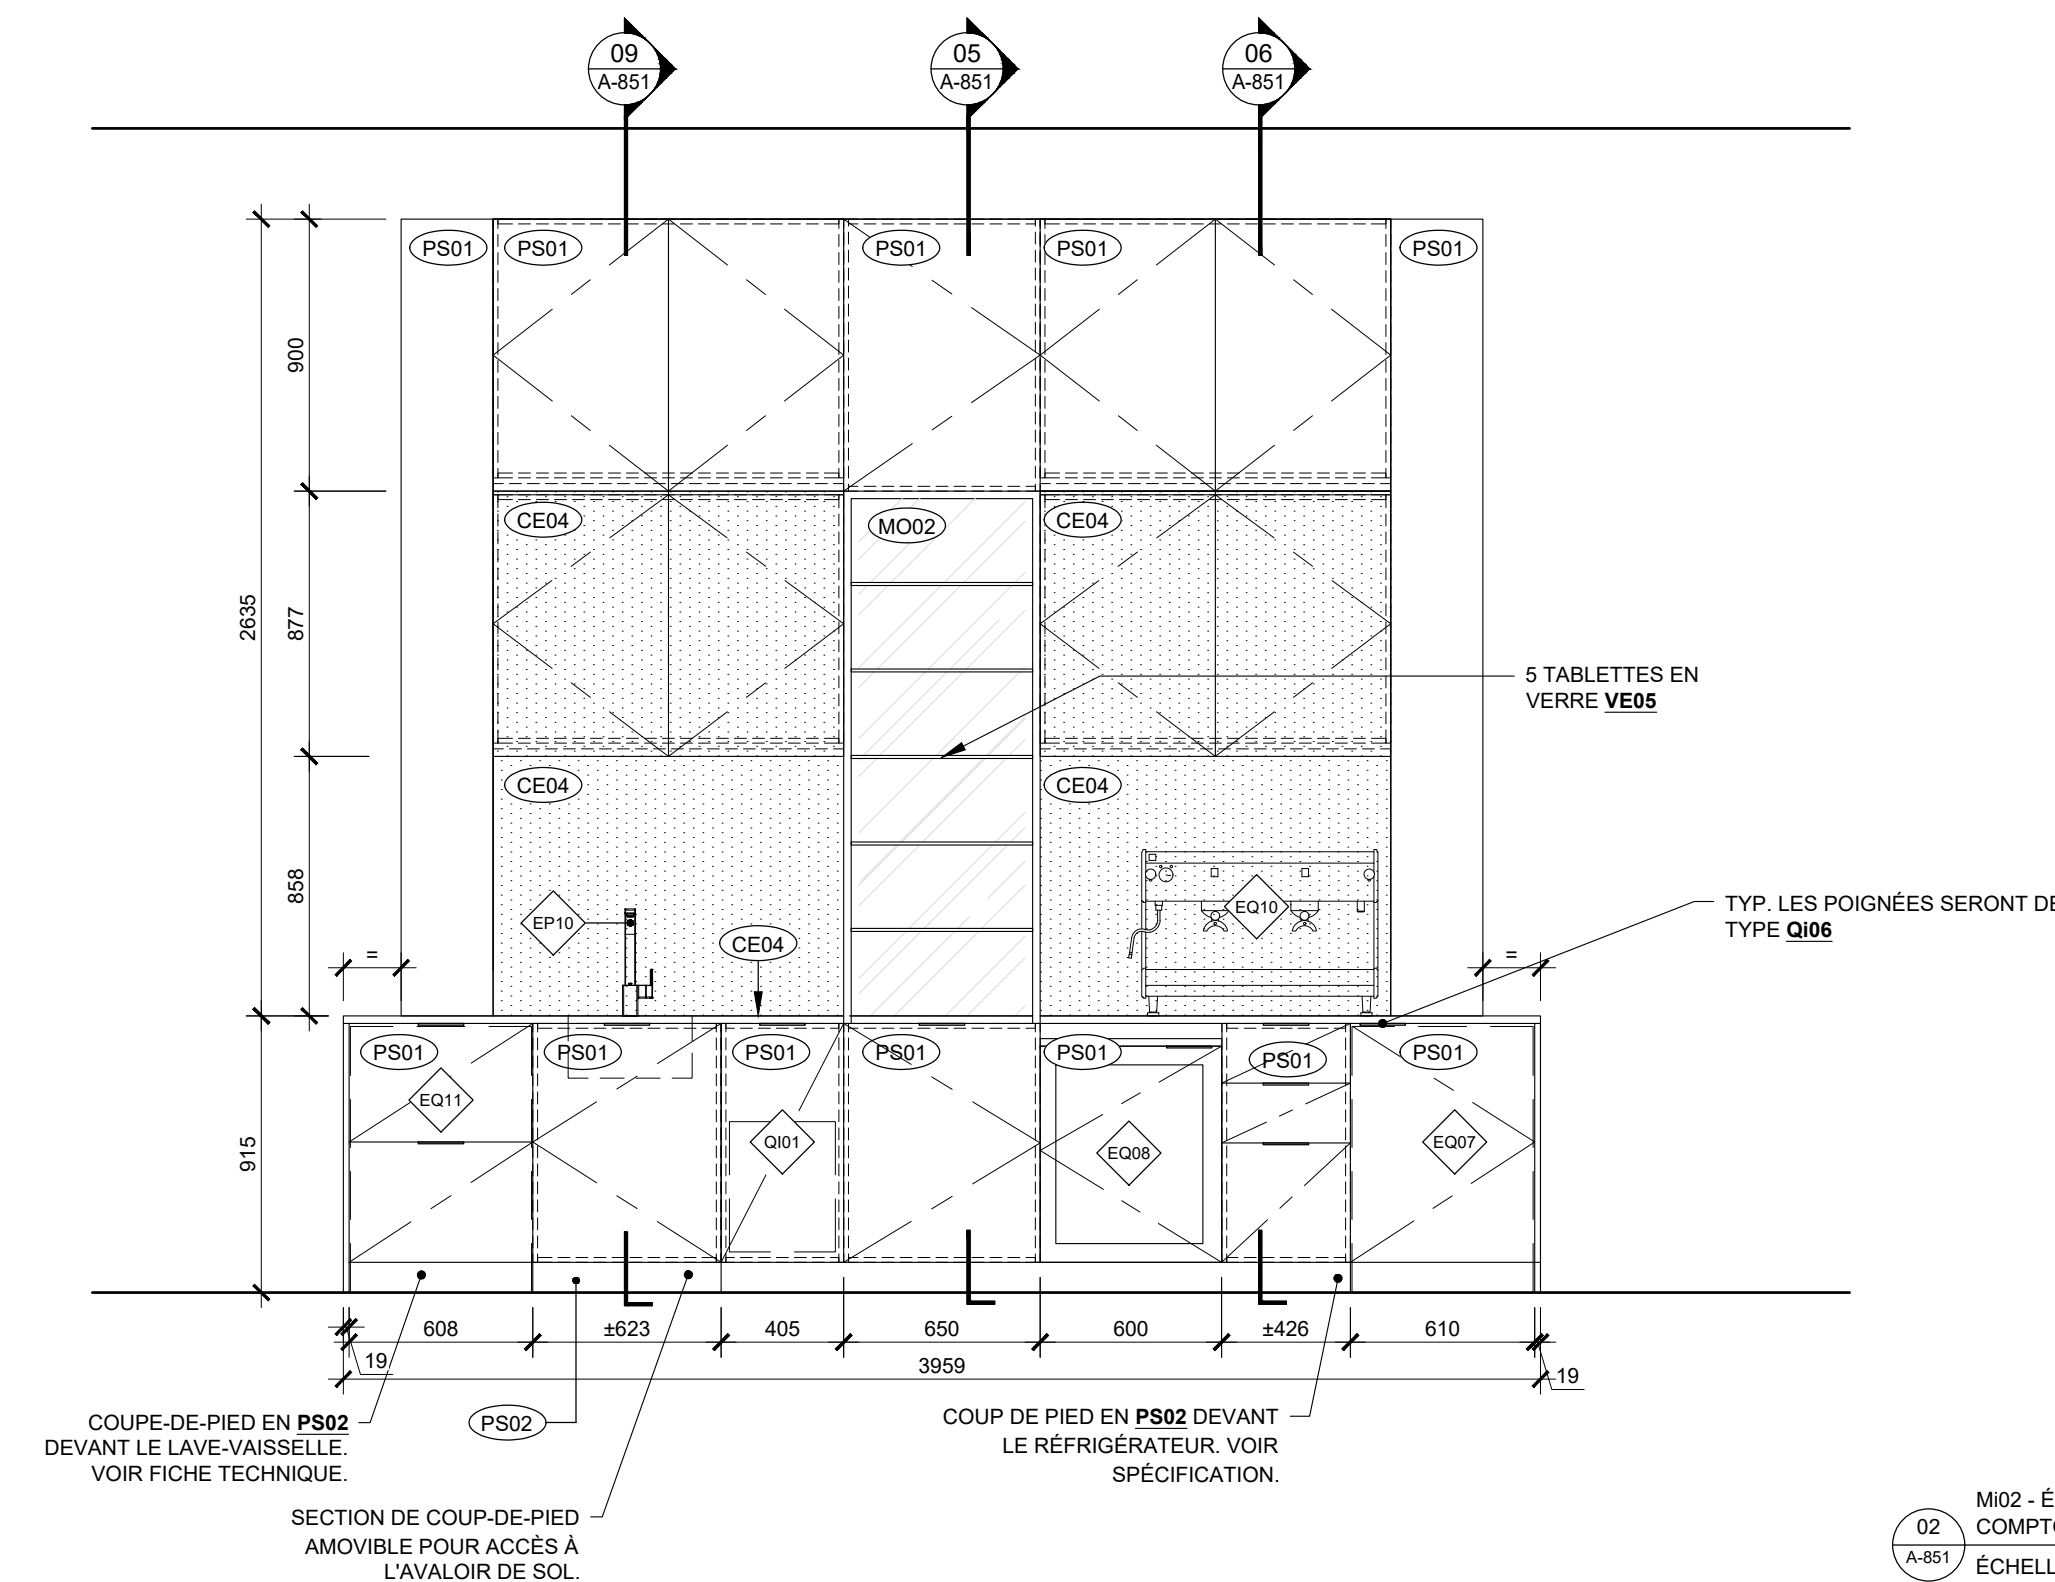 09
A-851
05
A-851
06
A-851
PS01
PS01
PS01
PS01
PS01
900
CE04
MO02
CE04
2635
877
5 TABLETTES EN
VERRE VE05
CE04
CE04
858
EP10
EQ10
TYP. LES POIGNÉES SERONT DE
TYPE Qi06
CE04
=
=
PS01
PS01
PS01
PS01
PS01
PS01
PS01
EQ11
QI01
EQ08
EQ07
915
608
±623
405
650
600
±426
610
19
3959
19
COUPE-DE-PIED EN PS02
DEVANT LE LAVE-VAISSELLE.
VOIR FICHE TECHNIQUE.
PS02
COUP DE PIED EN PS02 DEVANT
LE RÉFRIGÉRATEUR. VOIR
SPÉCIFICATION.
SECTION DE COUP-DE-PIED
AMOVIBLE POUR ACCÈS À
L'AVALOIR DE SOL.
02
A-851
Mi02 - É
COMPTO
ÉCHELL